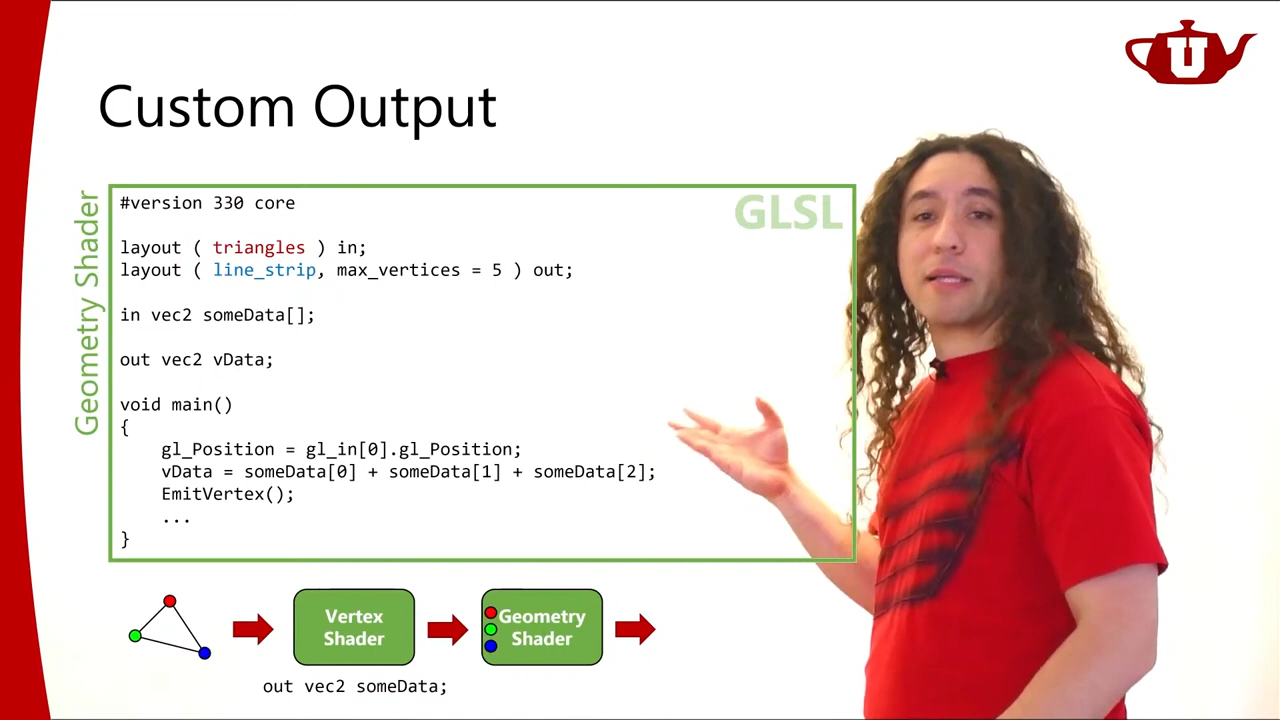 U
Custom Output
Geometry Shader
GLSL
#version 330 core
layout ( triangles ) in;
layout ( line_strip, max_vertices = 5 ) out;
in vec2 someData[];
out vec2 vData;
void main()
{
gl_Position = gl_in[0].gl_Position;
vData = someData[0] + someData[1] + someData[2];
EmitVertex();
...
}
Vertex
Shader
Geometry
Shader
out vec2 someData;